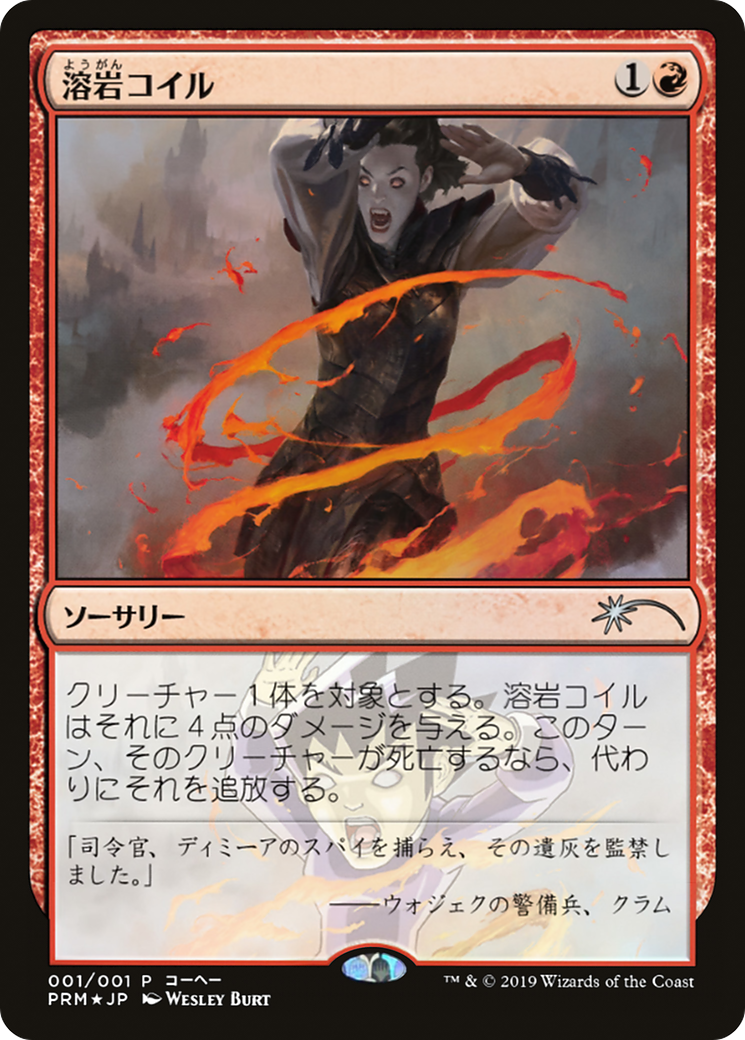 ようがん
溶岩コイル
1
ソーサリー
クリーチャー１体を対象とする。溶岩コイル
はそれに４点のダメージを与える。このター
ン、そのクリーチャーが死亡するなら、代わ
りにそれを追放する。
「司令官、ディミーアのスパイを捕らえ、その遺灰を監禁し
ました。」
──ウォジェクの警備兵、クラム
001/001 P コーヘー
PRM★JP Wesley Burt
™ & © 2019 Wizards of the Coast